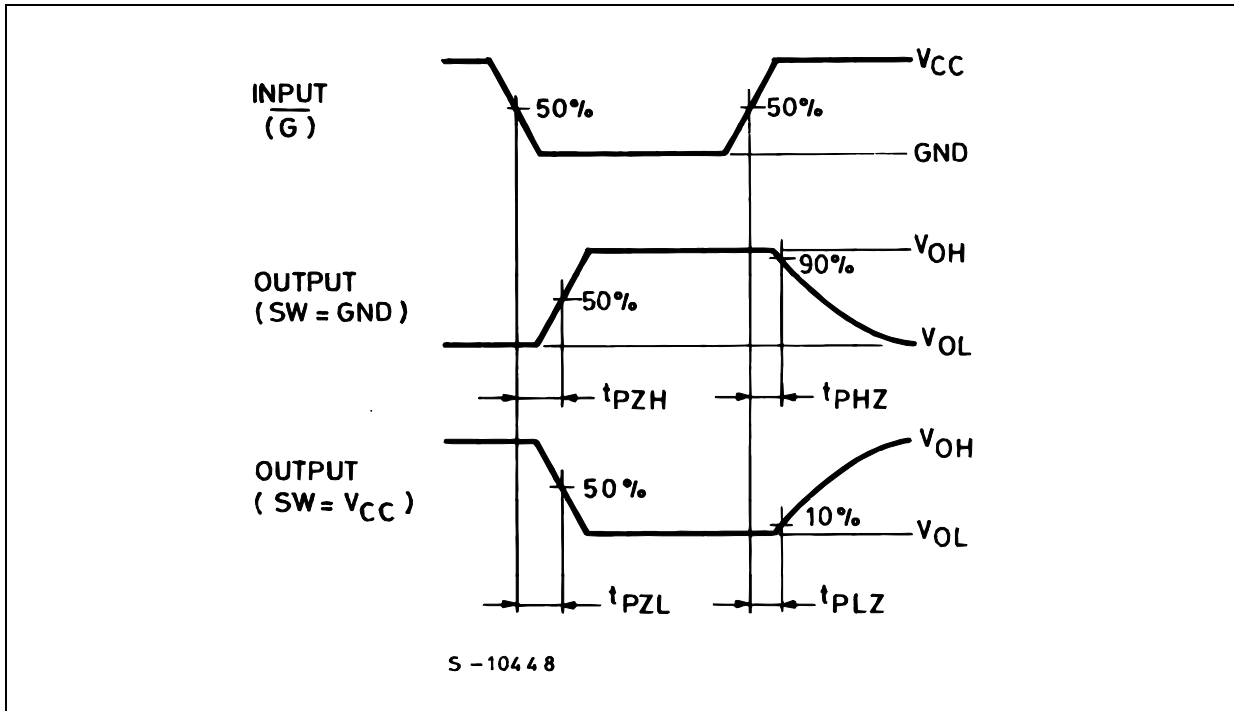 INPUT
(G)
50%
50%
VCC
GND
OUTPUT
(SW = GND)
50%
90%
VOH
VOL
tPZH
tPHZ
OUTPUT
(SW = VCC)
50%
10%
VOH
VOL
tPZL
tPLZ
S-10448